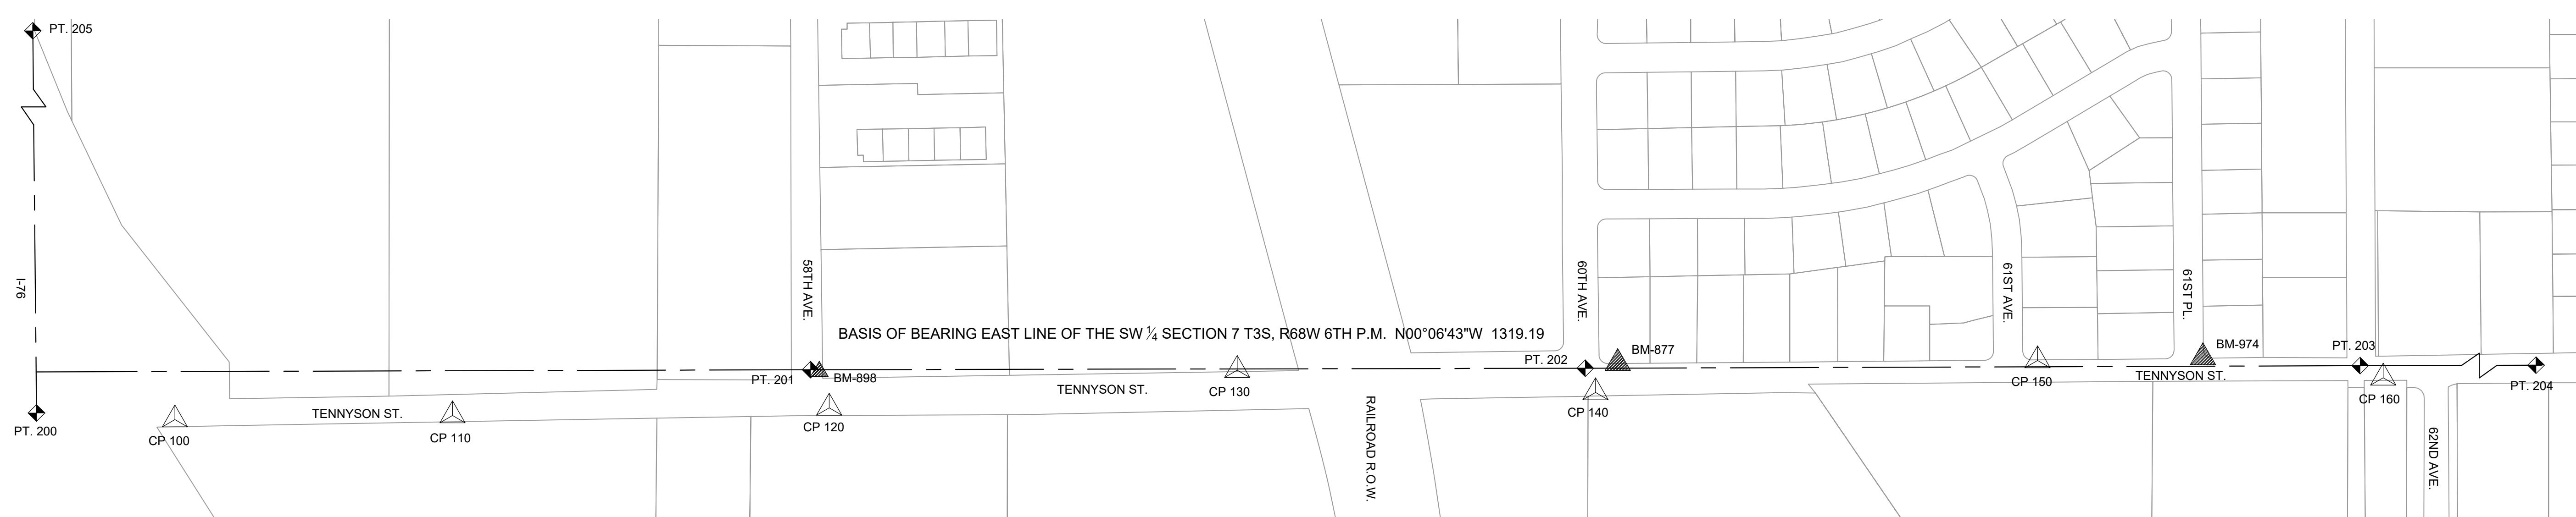 PT. 205
I-76
PT. 200
CP 100
TENNYSON ST.
CP 110
58TH AVE.
PT. 201
BM-898
CP 120
BASIS OF BEARING EAST LINE OF THE SW ¼ SECTION 7 T3S, R68W 6TH P.M. N00°06'43"W 1319.19
TENNYSON ST.
CP 130
RAILROAD R.O.W.
60TH AVE.
PT. 202
BM-877
CP 140
61ST AVE.
CP 150
61ST PL.
TENNYSON ST.
BM-974
PT. 203
CP 160
62ND AVE.
PT. 204